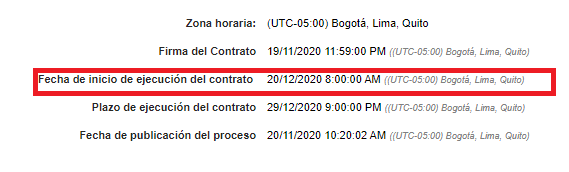 Zona horaria: (UTC-05:00) Bogotá, Lima, Quito
Firma del Contrato 19/11/2020 11:59:00 PM ((UTC-05:00) Bogotá, Lima, Quito)
Fecha de inicio de ejecución del contrato 20/12/2020 8:00:00 AM ((UTC-05:00) Bogotá, Lima, Quito)
Plazo de ejecución del contrato 29/12/2020 9:00:00 PM ((UTC-05:00) Bogotá, Lima, Quito)
Fecha de publicación del proceso 20/11/2020 10:20:02 AM ((UTC-05:00) Bogotá, Lima, Quito)